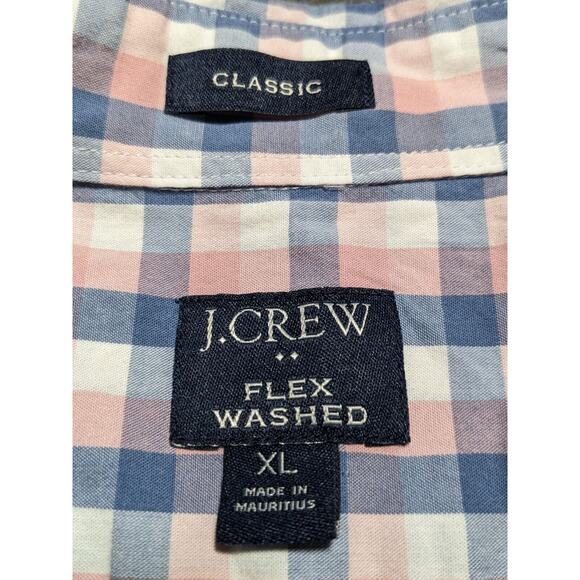 CLASSIC
J.CREW
FLEX
WASHED
XL
MADE IN
MAURITIUS